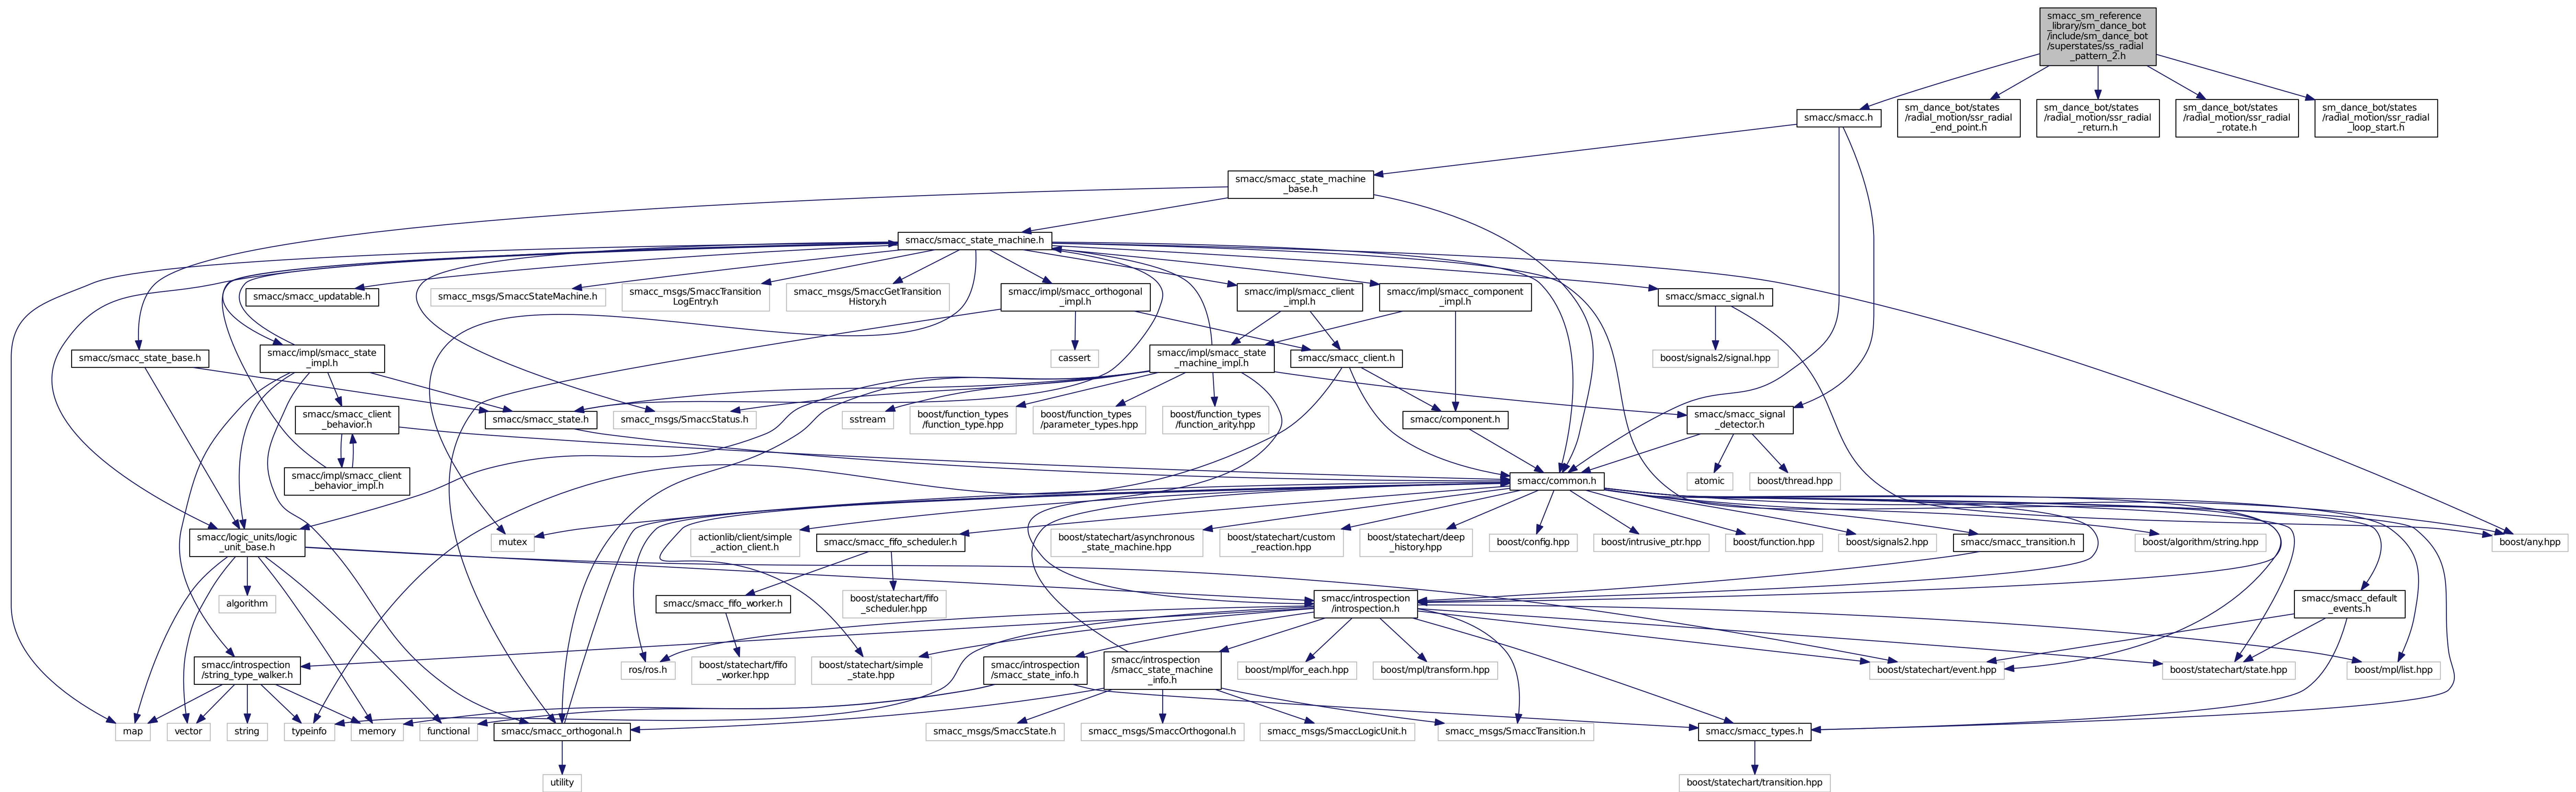 smacc_sm_reference
_library/sm_dance_bot
/include/sm_dance_bot
/superstates/ss_radial
_pattern_2.h
smacc/smacc.h
sm_dance_bot/states
/radial_motion/ssr_radial
_end_point.h
sm_dance_bot/states
/radial_motion/ssr_radial
_return.h
sm_dance_bot/states
/radial_motion/ssr_radial
_rotate.h
sm_dance_bot/states
/radial_motion/ssr_radial
_loop_start.h
smacc/smacc_state_machine
_base.h
smacc/smacc_state_machine.h
smacc/smacc_updatable.h
smacc_msgs/SmaccStateMachine.h
smacc_msgs/SmaccTransition
LogEntry.h
smacc_msgs/SmaccGetTransition
History.h
smacc/impl/smacc_orthogonal
_impl.h
smacc/impl/smacc_client
_impl.h
smacc/impl/smacc_component
_impl.h
smacc/smacc_signal.h
smacc/smacc_state_base.h
smacc/impl/smacc_state
_impl.h
cassert
smacc/impl/smacc_state
_machine_impl.h
smacc/smacc_client.h
boost/signals2/signal.hpp
smacc/smacc_client
_behavior.h
smacc/smacc_state.h
smacc_msgs/SmaccStatus.h
sstream
boost/function_types
/function_type.hpp
boost/function_types
/parameter_types.hpp
boost/function_types
/function_arity.hpp
smacc/component.h
smacc/smacc_signal
_detector.h
smacc/impl/smacc_client
_behavior_impl.h
smacc/common.h
atomic
boost/thread.hpp
smacc/logic_units/logic
_unit_base.h
mutex
actionlib/client/simple
_action_client.h
smacc/smacc_fifo_scheduler.h
boost/statechart/asynchronous
_state_machine.hpp
boost/statechart/custom
_reaction.hpp
boost/statechart/deep
_history.hpp
boost/config.hpp
boost/intrusive_ptr.hpp
boost/function.hpp
boost/signals2.hpp
smacc/smacc_transition.h
boost/algorithm/string.hpp
boost/any.hpp
algorithm
smacc/smacc_fifo_worker.h
boost/statechart/fifo
_scheduler.hpp
smacc/introspection
/introspection.h
smacc/smacc_default
_events.h
smacc/introspection
/string_type_walker.h
ros/ros.h
boost/statechart/fifo
_worker.hpp
boost/statechart/simple
_state.hpp
smacc/introspection
/smacc_state_info.h
smacc/introspection
/smacc_state_machine
_info.h
boost/mpl/for_each.hpp
boost/mpl/transform.hpp
boost/statechart/event.hpp
boost/statechart/state.hpp
boost/mpl/list.hpp
map
vector
string
typeinfo
memory
functional
smacc/smacc_orthogonal.h
smacc_msgs/SmaccState.h
smacc_msgs/SmaccOrthogonal.h
smacc_msgs/SmaccLogicUnit.h
smacc_msgs/SmaccTransition.h
smacc/smacc_types.h
utility
boost/statechart/transition.hpp